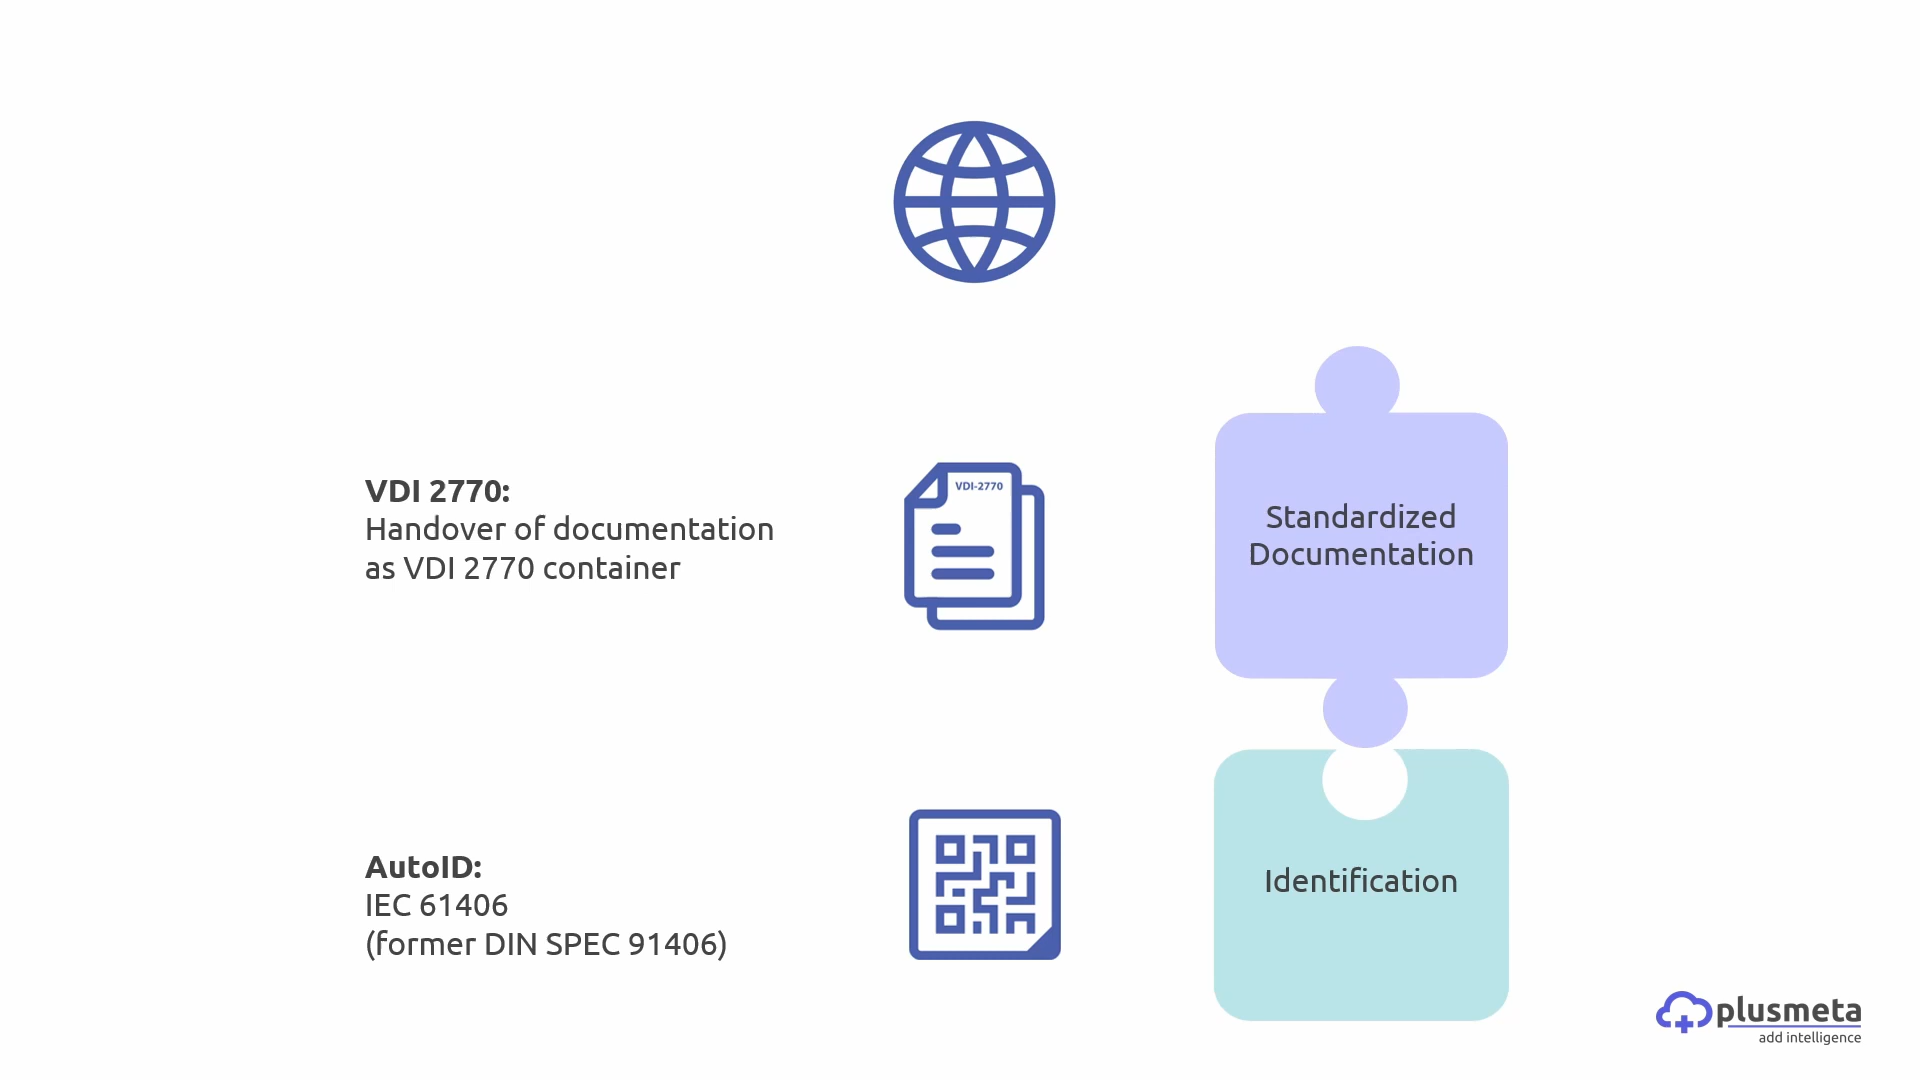 VDI 2770:
Handover of documentation
as VDI 2770 container
VDI-2770
Standardized
Documentation
AutoID:
IEC 61406
(former DIN SPEC 91406)
Identification
plusmeta
add intelligence